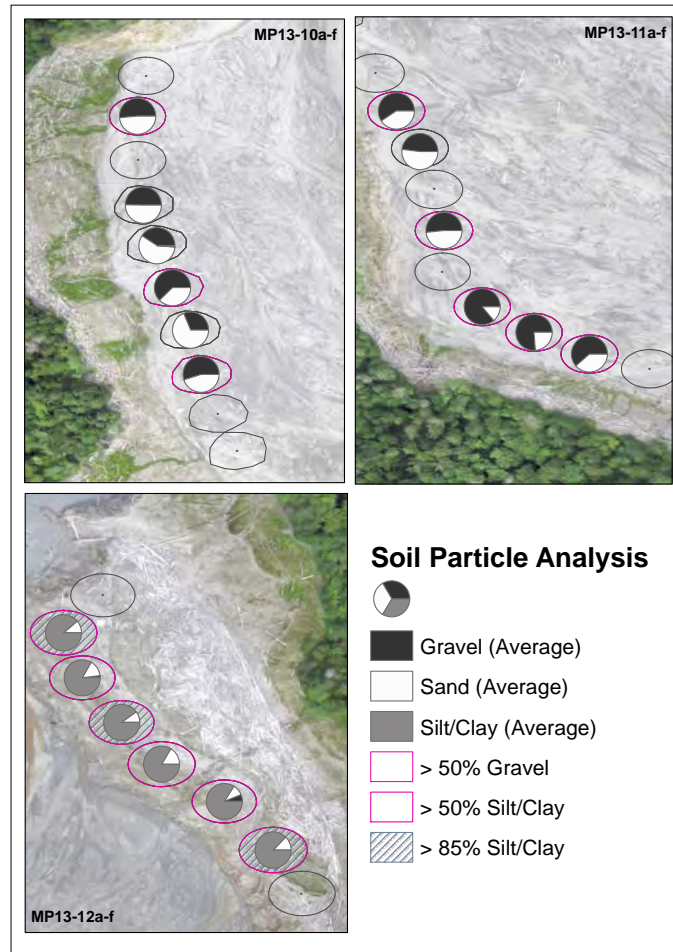 MP13-10a-f
MP13-11a-f
MP13-12a-f
Soil Particle Analysis
Gravel (Average)
Sand (Average)
Silt/Clay (Average)
> 50% Gravel
> 50% Silt/Clay
> 85% Silt/Clay